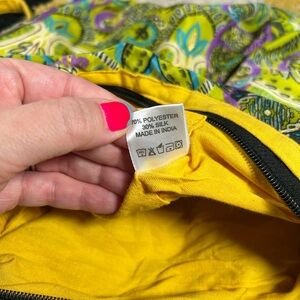 70% POLYESTER
30% SILK
MADE IN INDIA